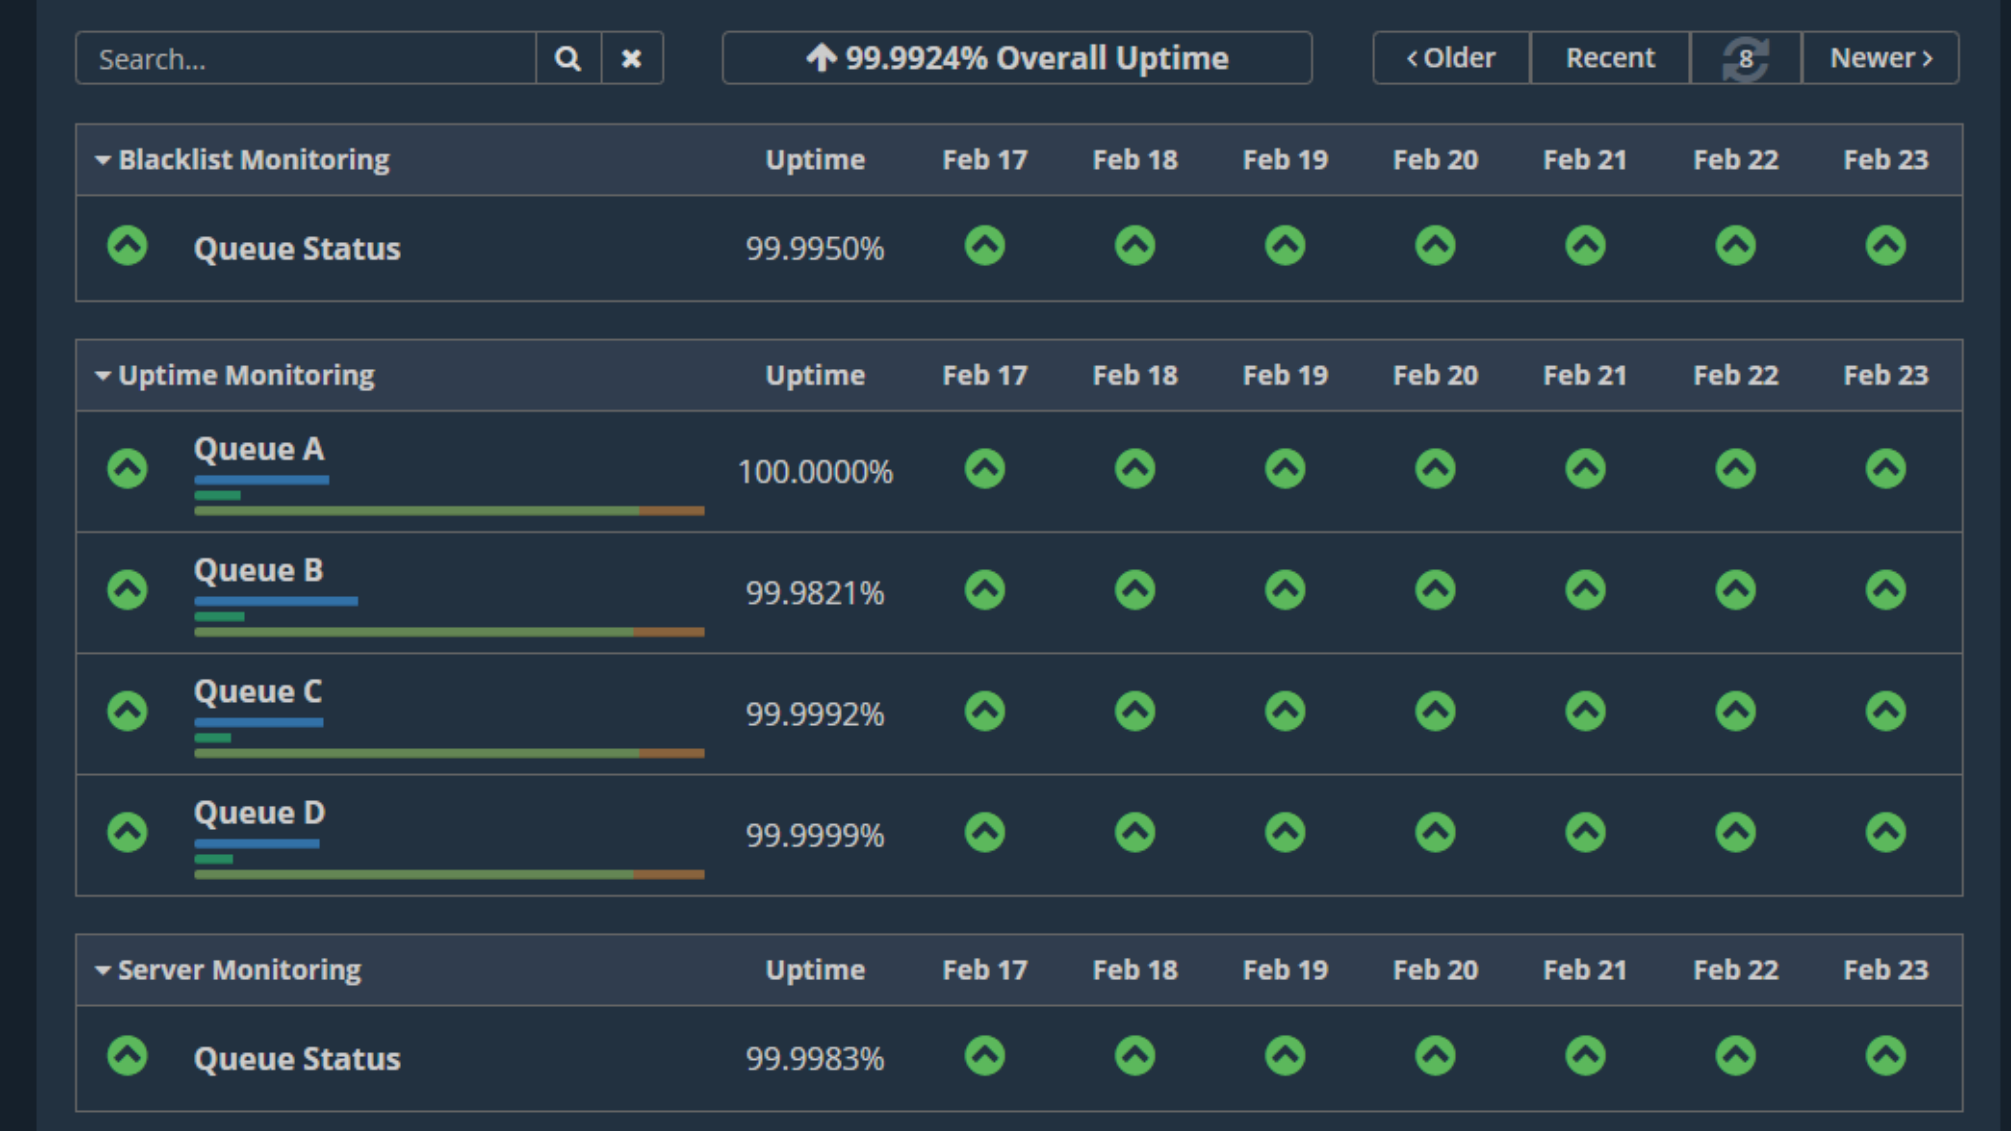 Search...
99.9924% Overall Uptime
Older Recent 8 Newer
Blacklist Monitoring Uptime Feb 17 Feb 18 Feb 19 Feb 20 Feb 21 Feb 22 Feb 23
Queue Status 99.9950%
Uptime Monitoring Uptime Feb 17 Feb 18 Feb 19 Feb 20 Feb 21 Feb 22 Feb 23
Queue A 100.0000%
Queue B 99.9821%
Queue C 99.9992%
Queue D 99.9999%
Server Monitoring Uptime Feb 17 Feb 18 Feb 19 Feb 20 Feb 21 Feb 22 Feb 23
Queue Status 99.9983%